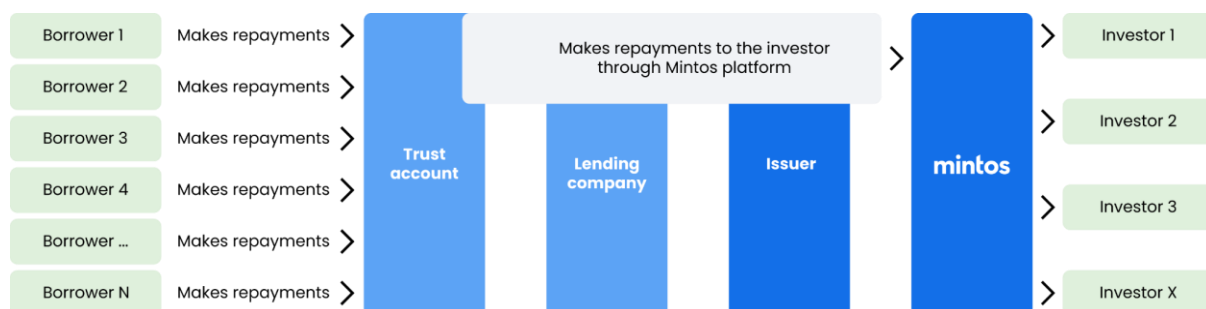 Borrower 1
Makes repayments
Borrower 2
Makes repayments
Borrower 3
Makes repayments
Borrower 4
Makes repayments
Borrower ...
Makes repayments
Borrower N
Makes repayments
Trust
account
Makes repayments to the investor
through Mintos platform
Lending
company
Issuer
mintos
Investor 1
Investor 2
Investor 3
Investor X